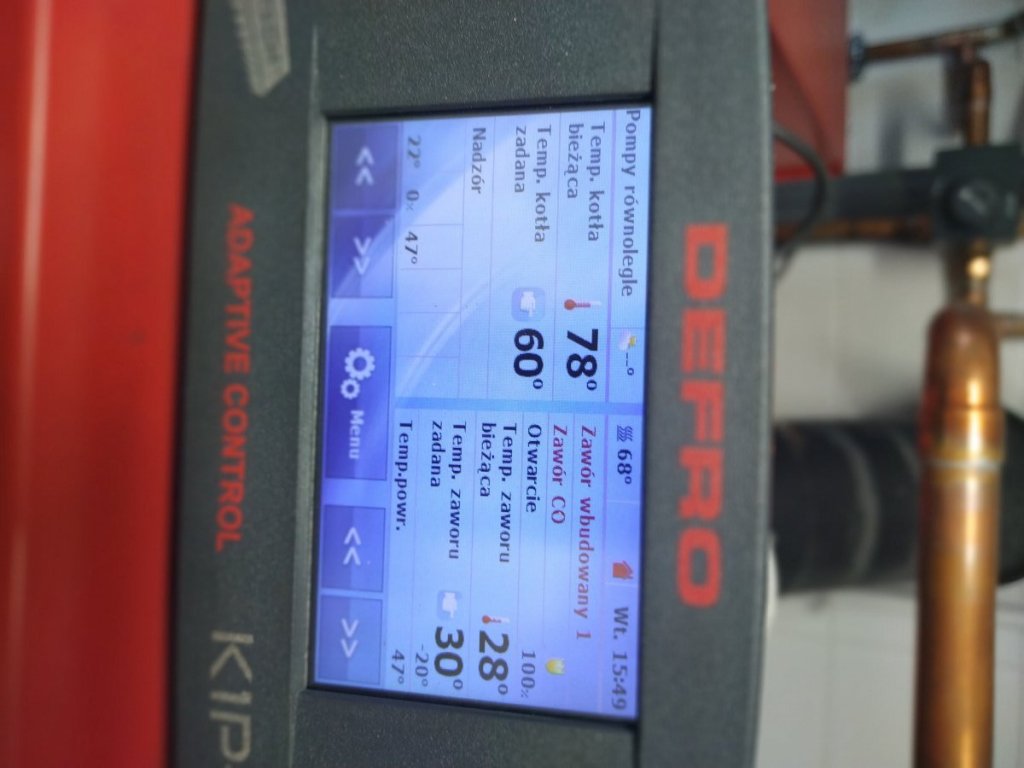 DEFRO
Pompy równolegle
--°
68°
Wt. 15:49
Temp. kotła
bieżąca
78°
Temp. kotła
zadana
60°
Nadzór
22° 0% 47°
Zawór wbudowany 1
Zawór CO
Otwarcie
100%
Temp. zaworu
bieżąca
28°
Temp. zaworu
zadana
30°
-20°
Temp.powr.
47°
<<
>>
Menu
<<
>>
ADAPTIVE CONTROL
K1P